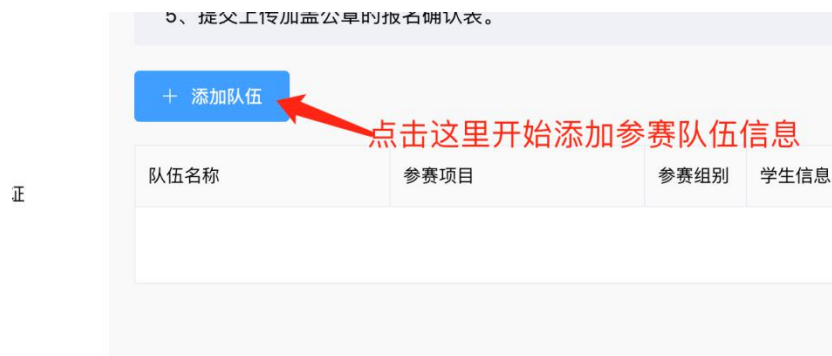 5、提交上传加盖公章的报名确认表。
+ 添加队伍
点击这里开始添加参赛队伍信息
队伍名称 参赛项目 参赛组别 学生信息
证